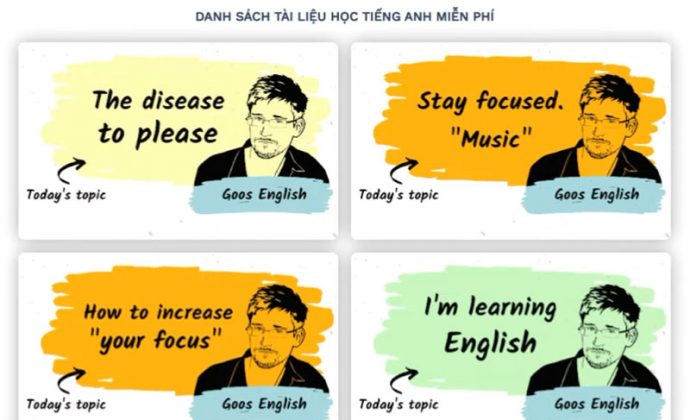 DANH SÁCH TÀI LIỆU HỌC TIẾNG ANH MIỄN PHÍ
The disease
to please
Today's topic
Goos English
Stay focused.
"Music"
Today's topic
Goos English
How to increase
"your focus"
Today's topic
Goos English
I'm learning
English
Today's topic
Goos English